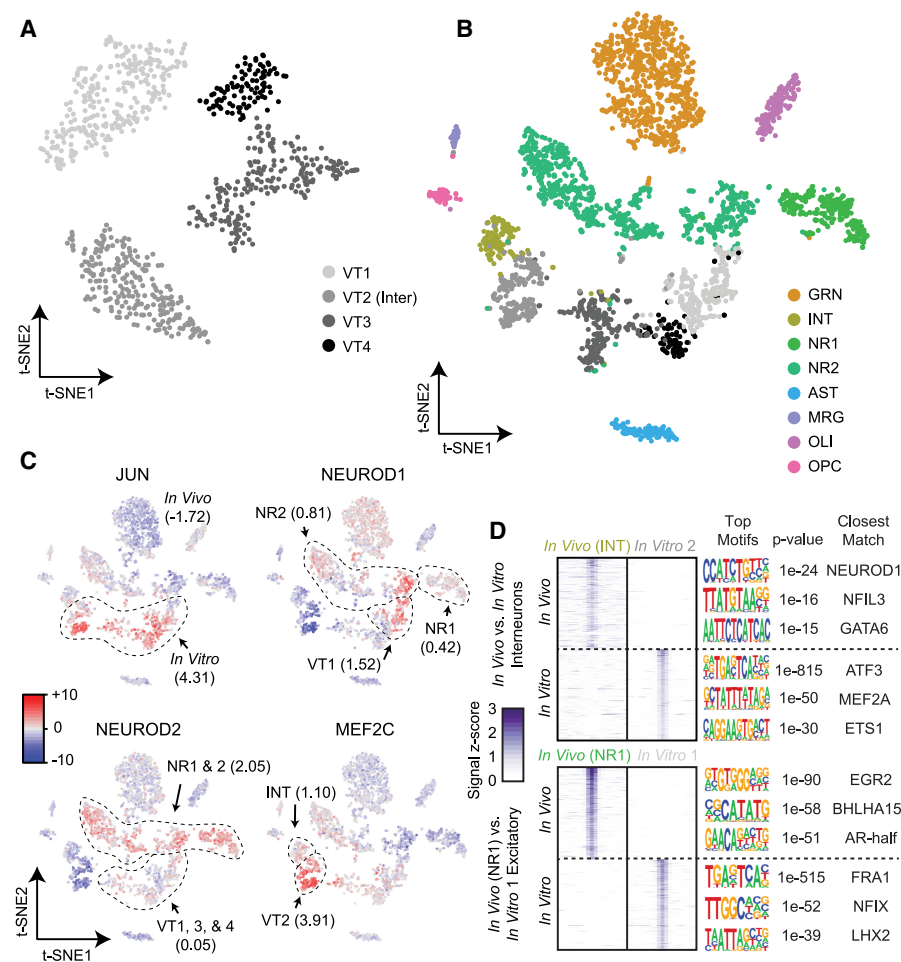 A
VT1
VT2 (Inter)
VT3
VT4
t-SNE2
t-SNE1
B
GRN
INT
NR1
NR2
AST
MRG
OLI
OPC
t-SNE2
t-SNE1
C
JUN
In Vivo
(-1.72)
In Vitro
(4.31)
NEUROD1
NR2 (0.81)
NR1
(0.42)
VT1 (1.52)
+10
0
-10
NEUROD2
NR1 & 2 (2.05)
VT1, 3, & 4
(0.05)
MEF2C
INT (1.10)
VT2 (3.91)
t-SNE2
t-SNE1
D
In Vivo (INT) In Vitro 2
Top
Motifs
p-value
Closest
Match
In Vivo vs. In Vitro
Interneurons
In Vivo
In Vitro
1e-24 NEUROD1
1e-16 NFIL3
1e-15 GATA6
1e-815 ATF3
1e-50 MEF2A
1e-30 ETS1
Signal z-score
3
2
1
0
In Vivo (NR1) In Vitro 1
In Vivo (NR1) vs.
In Vitro 1 Excitatory
In Vivo
In Vitro
1e-90 EGR2
1e-58 BHLHA15
1e-51 AR-half
1e-515 FRA1
1e-52 NFIX
1e-39 LHX2